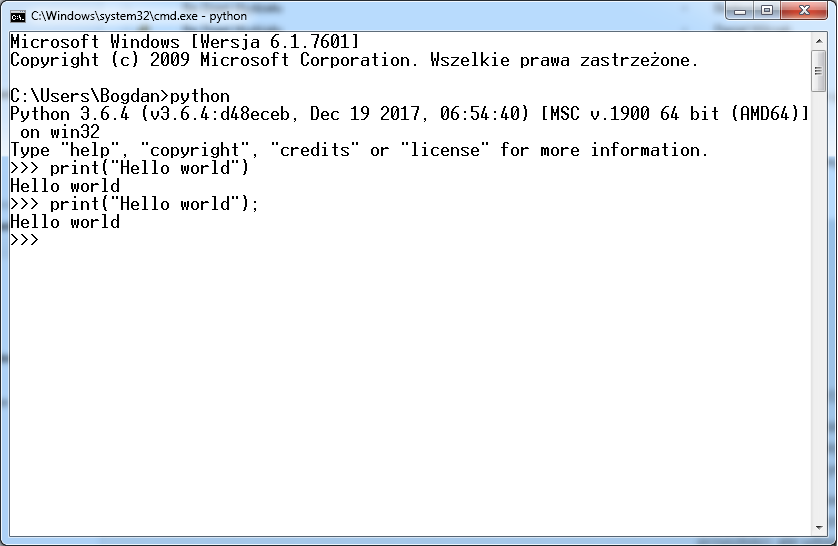 C:\Windows\system32\cmd.exe - python
Microsoft Windows [Wersja 6.1.7601]
Copyright (c) 2009 Microsoft Corporation. Wszelkie prawa zastrzeżone.
C:\Users\Bogdan>python
Python 3.6.4 (v3.6.4:d48eceb, Dec 19 2017, 06:54:40) [MSC v.1900 64 bit (AMD64)]
 on win32
Type "help", "copyright", "credits" or "license" for more information.
>>> print("Hello world")
Hello world
>>> print("Hello world");
Hello world
>>>